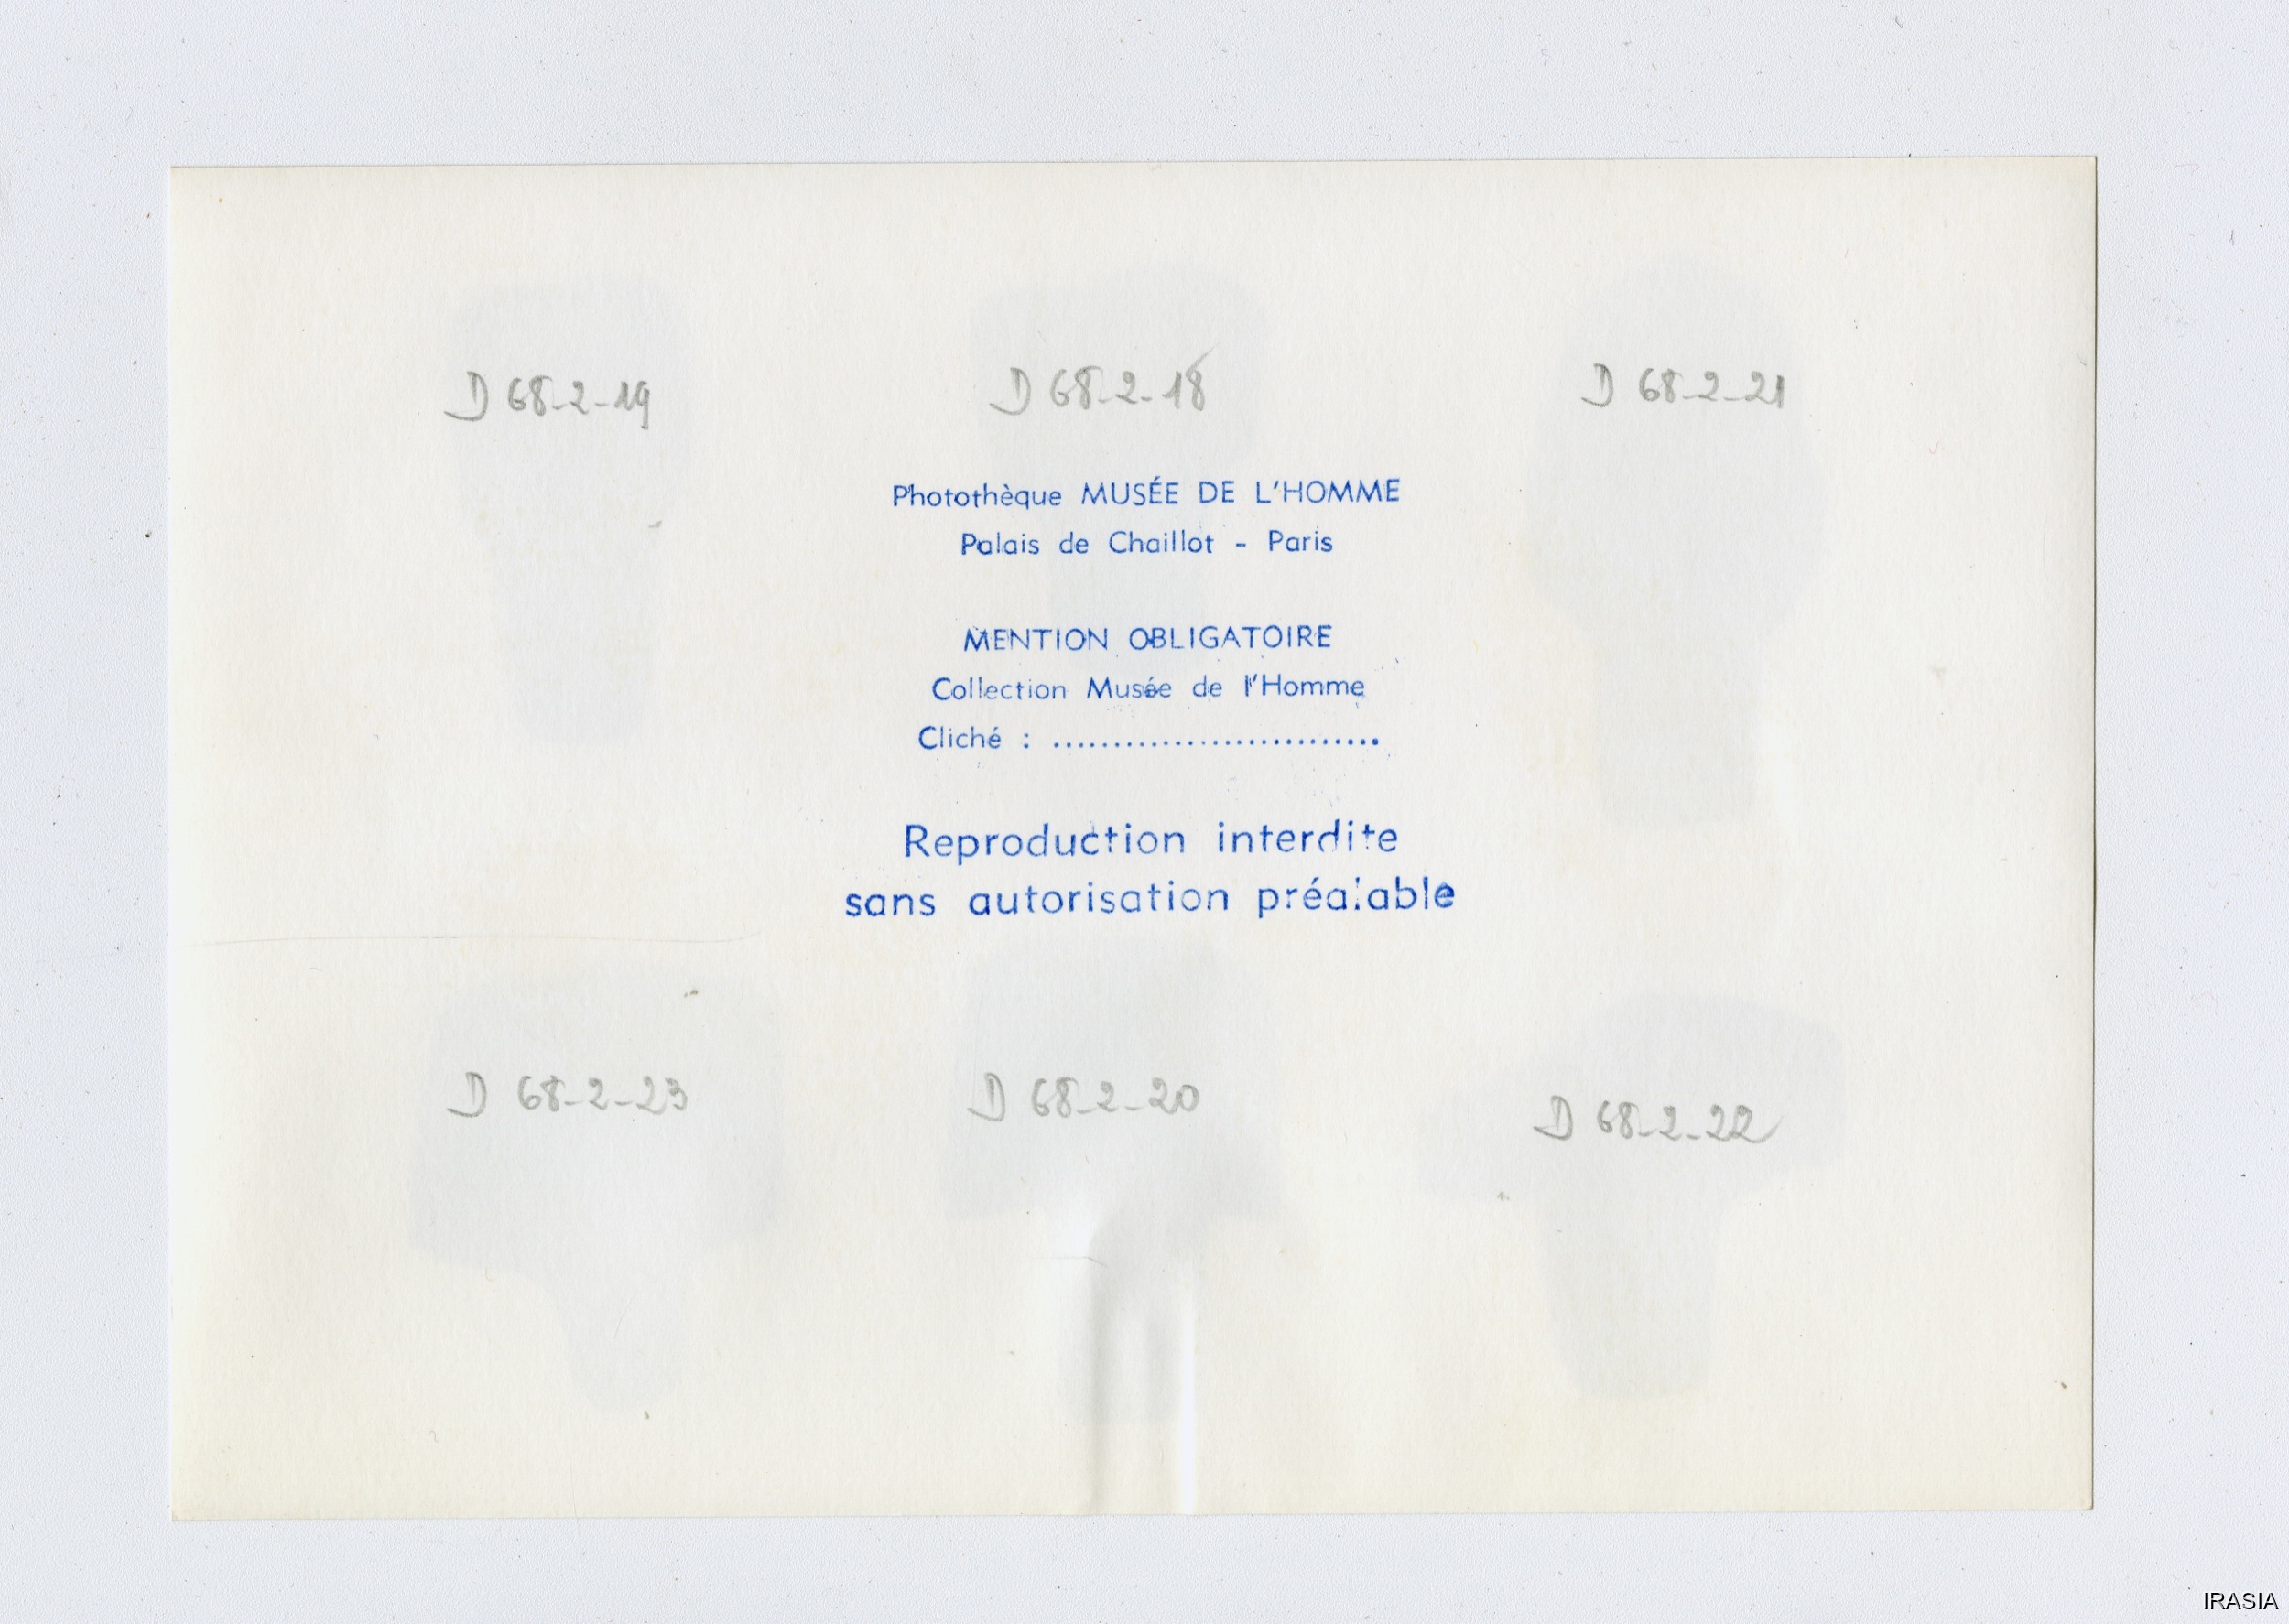 D 68-2-19
D 68-2-18
D 68-2-21
Photothèque MUSÉE DE L'HOMME
Palais de Chaillot - Paris
MENTION OBLIGATOIRE
Collection Musée de l'Homme
Cliché : ...........................
Reproduction interdite
sans autorisation préalable
D 68-2-23
D 68-2-20
D 68-2-22
IRASIA